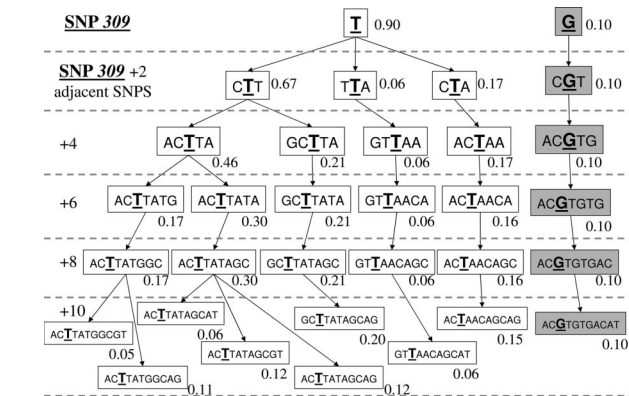 SNP 309
T 0.90
G 0.10
SNP 309 +2
adjacent SNPS
CTT 0.67
TTA 0.06
CTA 0.17
CGT 0.10
+4
ACTTA
0.46
GCTTA
0.21
GTTAA
0.06
ACTAA
0.17
ACGTG
0.10
+6
ACTTATG
0.17
ACTTATA
0.30
GCTTATA
0.21
GTTAACA
0.06
ACTAACA
0.16
ACGTGTG
0.10
+8
ACTTATGGC
0.17
ACTTATAGC
0.30
GCTTATAGC
0.21
GTTAACAGC
0.06
ACTAACAGC
0.16
ACGTGTGAC
0.10
+10
ACTTATGGCGT
0.05
ACTTATGGCAG
0.11
ACTTATAGCAT
0.06
ACTTATAGCGT
0.12
ACTTATAGCAG
0.12
GCTTATAGCAG
0.20
GTTAACAGCAT
0.06
ACTAACAGCAG
0.15
ACGTGTGACAT
0.10